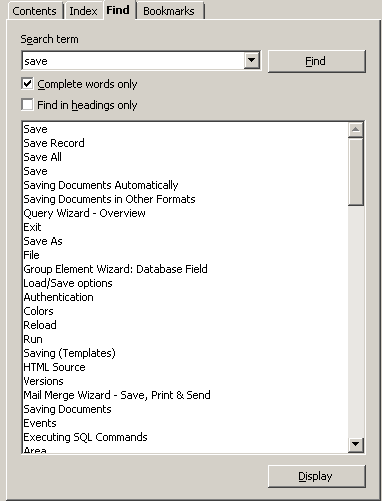 Contents Index Find Bookmarks
Search term
save Find
Complete words only
Find in headings only
Save
Save Record
Save All
Save
Saving Documents Automatically
Saving Documents in Other Formats
Query Wizard - Overview
Exit
Save As
File
Group Element Wizard: Database Field
Load/Save options
Authentication
Colors
Reload
Run
Saving (Templates)
HTML Source
Versions
Mail Merge Wizard - Save, Print & Send
Saving Documents
Events
Executing SQL Commands
Area
Display